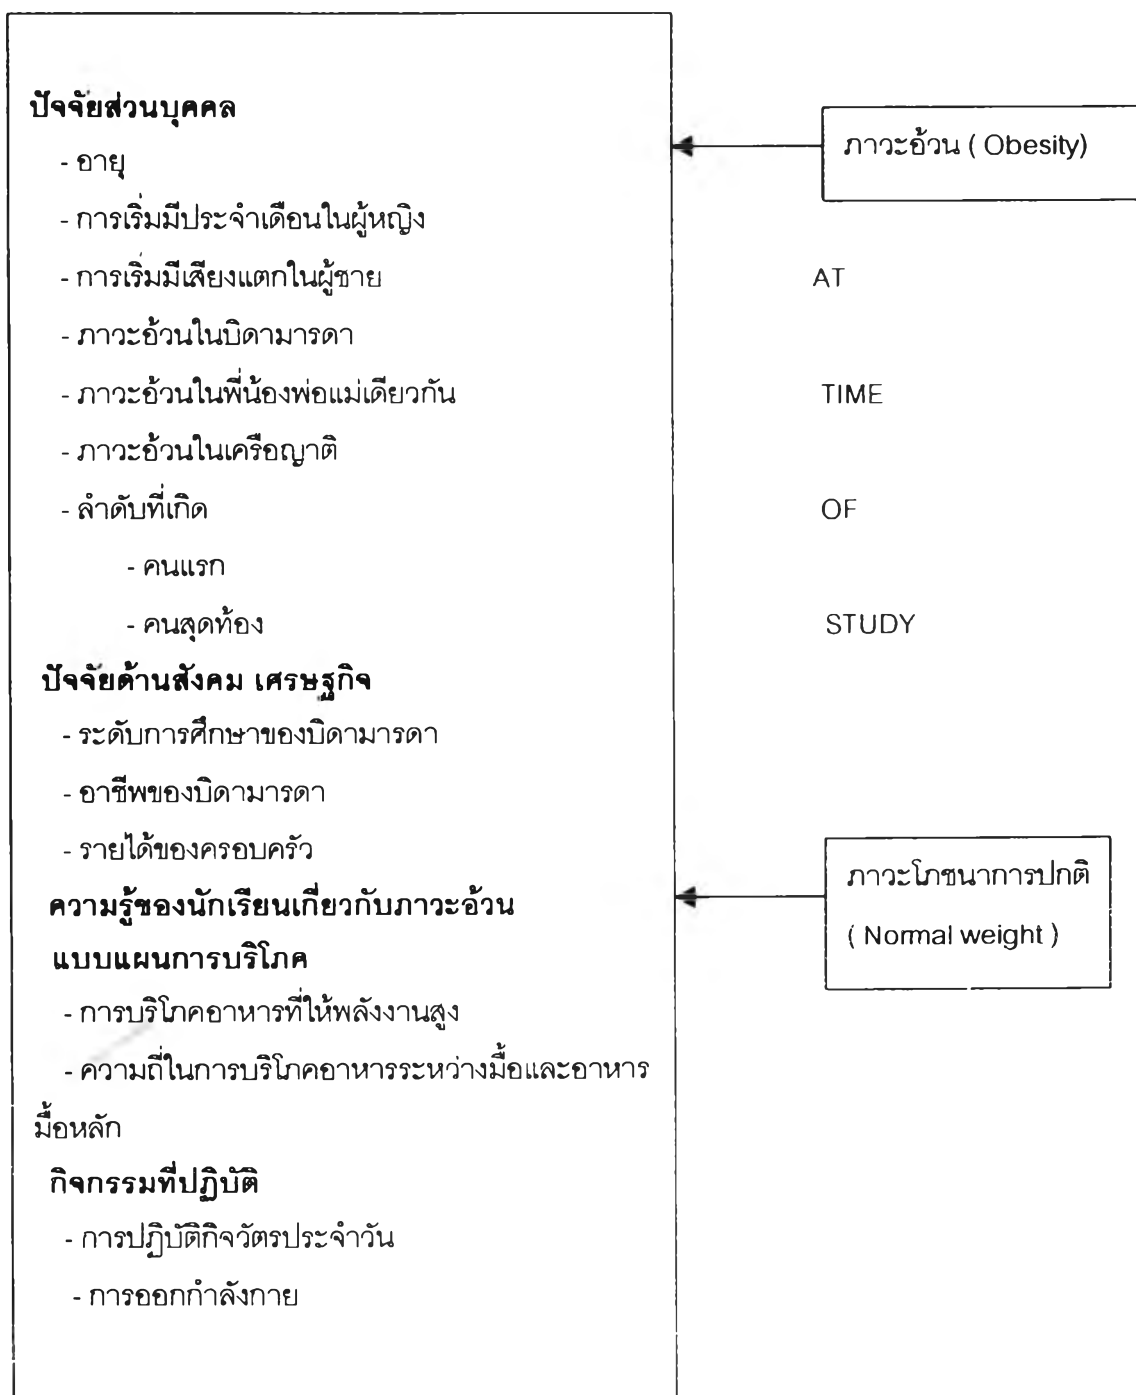 ปัจจัยส่วนบุคคล
- อายุ
- การเริ่มมีประจำเดือนในผู้หญิง
- การเริ่มมีเสียงแตกในผู้ชาย
- ภาวะอ้วนในบิดามารดา
- ภาวะอ้วนในพี่น้องพ่อแม่เดียวกัน
- ภาวะอ้วนในเครือญาติ
- ลำดับที่เกิด
- คนแรก
- คนสุดท้อง
ปัจจัยด้านสังคม เศรษฐกิจ
- ระดับการศึกษาของบิดามารดา
- อาชีพของบิดามารดา
- รายได้ของครอบครัว
ความรู้ของนักเรียนเกี่ยวกับภาวะอ้วน
แบบแผนการบริโภค
- การบริโภคอาหารที่ให้พลังงานสูง
- ความถี่ในการบริโภคอาหารระหว่างมื้อและอาหาร
มื้อหลัก
กิจกรรมที่ปฏิบัติ
- การปฏิบัติกิจวัตรประจำวัน
- การออกกำลังกาย
ภาวะอ้วน ( Obesity)
AT
TIME
OF
STUDY
ภาวะโภชนาการปกติ
( Normal weight )